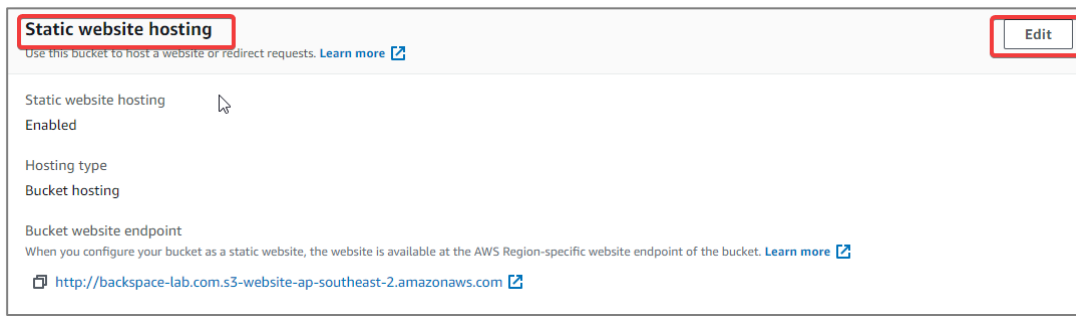 Static website hosting
Edit
Use this bucket to host a website or redirect requests. Learn more
Static website hosting
Enabled
Hosting type
Bucket hosting
Bucket website endpoint
When you configure your bucket as a static website, the website is available at the AWS Region-specific website endpoint of the bucket. Learn more
http://backspace-lab.com.s3-website-ap-southeast-2.amazonaws.com